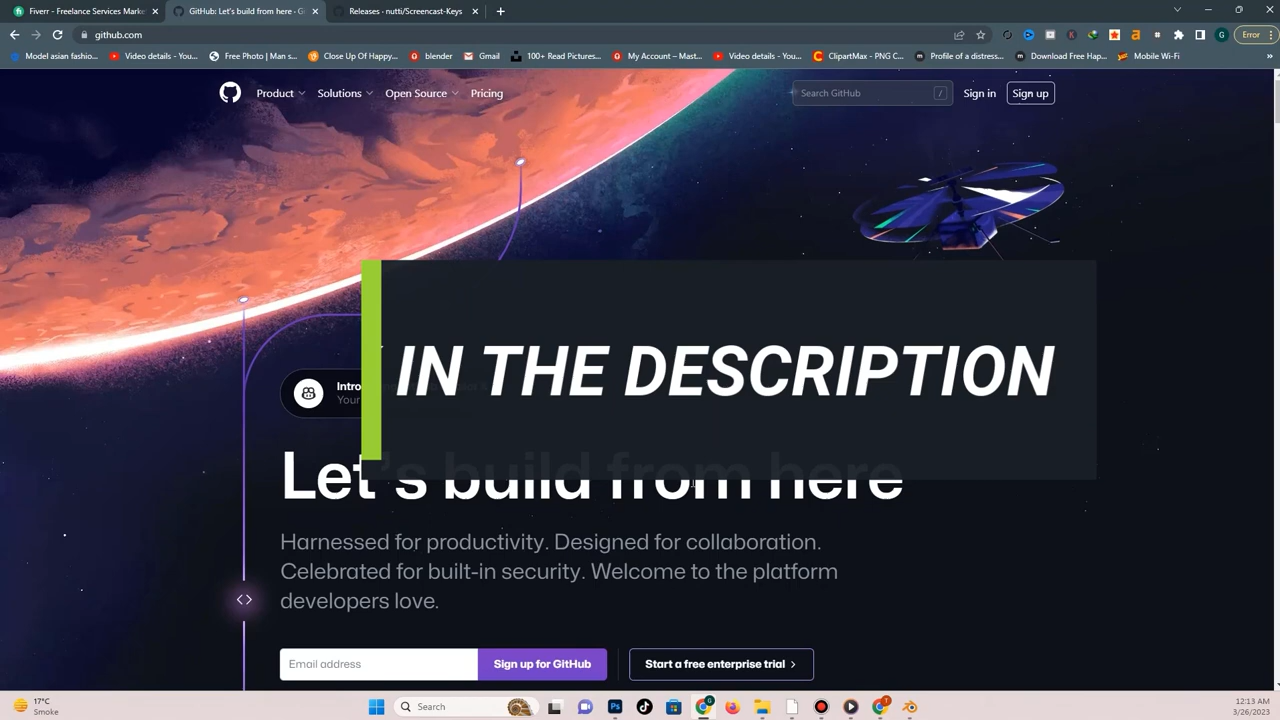 Fiverr - Freelance Services Market
GitHub: Let's build from here · G
Releases · nutti/Screencast-Keys
github.com
G
Error
Model asian fashio...
Video details - You...
Free Photo | Man s...
Close Up Of Happy...
blender
Gmail
100+ Read Pictures...
My Account – Mast...
Video details - You...
ClipartMax - PNG C...
Profile of a distress...
Download Free Hap...
Mobile Wi-Fi
»
Product
Solutions
Open Source
Pricing
Search GitHub
/
Sign in
Sign up
IN THE DESCRIPTION
Intro
Your
Let's build from here
Harnessed for productivity. Designed for collaboration.
Celebrated for built-in security. Welcome to the platform
developers love.
Email address
Sign up for GitHub
Start a free enterprise trial
17°C
Smoke
Search
12:13 AM
3/26/2023